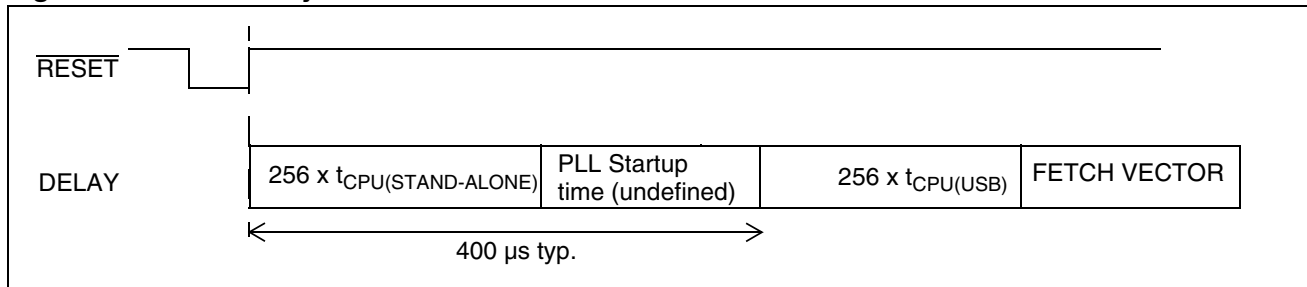 RESET
DELAY
256 x tCPU(STAND-ALONE)
PLL Startup
time (undefined)
256 x tCPU(USB)
FETCH VECTOR
400 µs typ.